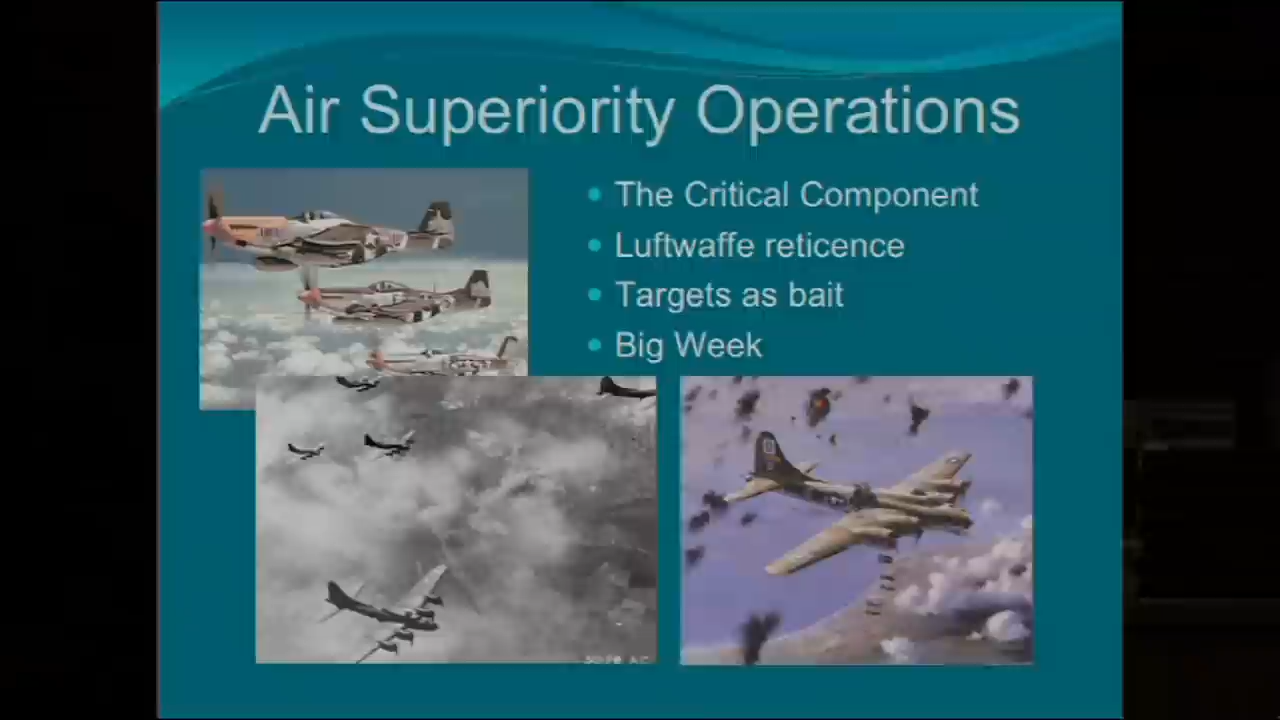 Air Superiority Operations
The Critical Component
Luftwaffe reticence
Targets as bait
Big Week